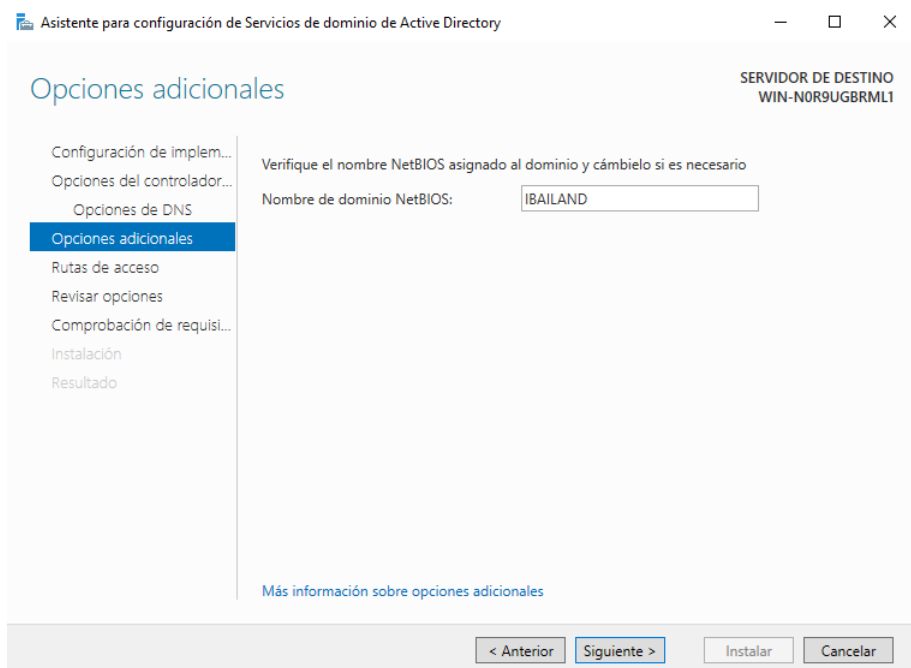 Asistente para configuración de Servicios de dominio de Active Directory
Opciones adicionales
SERVIDOR DE DESTINO
WIN-N0R9UGBRML1
Configuración de implem...
Opciones del controlador...
Opciones de DNS
Opciones adicionales
Rutas de acceso
Revisar opciones
Comprobación de requisi...
Instalación
Resultado
Verifique el nombre NetBIOS asignado al dominio y cámbielo si es necesario
Nombre de dominio NetBIOS: IBAILAND
Más información sobre opciones adicionales
< Anterior Siguiente > Instalar Cancelar